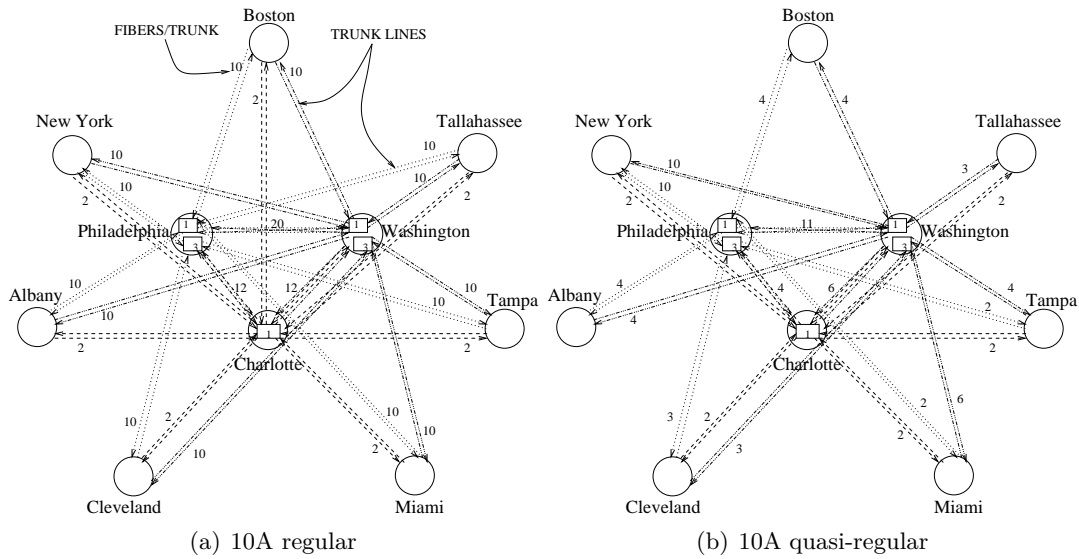 Boston
FIBERS/TRUNK
TRUNK LINES
10
10
2
New York
Tallahassee
10
10
10
10
2
2
Philadelphia
1
3
20
1
3
Washington
12
12
10
10
10
Albany
Tampa
10
2
1
2
Charlotte
2
10
10
10
10
2
Cleveland
Miami
(a) 10A regular
Boston
4
4
New York
Tallahassee
10
10
3
2
2
Philadelphia
1
3
11
1
3
Washington
4
6
4
4
2
Albany
Tampa
4
1
2
Charlotte
2
2
6
3
3
2
Cleveland
Miami
(b) 10A quasi-regular